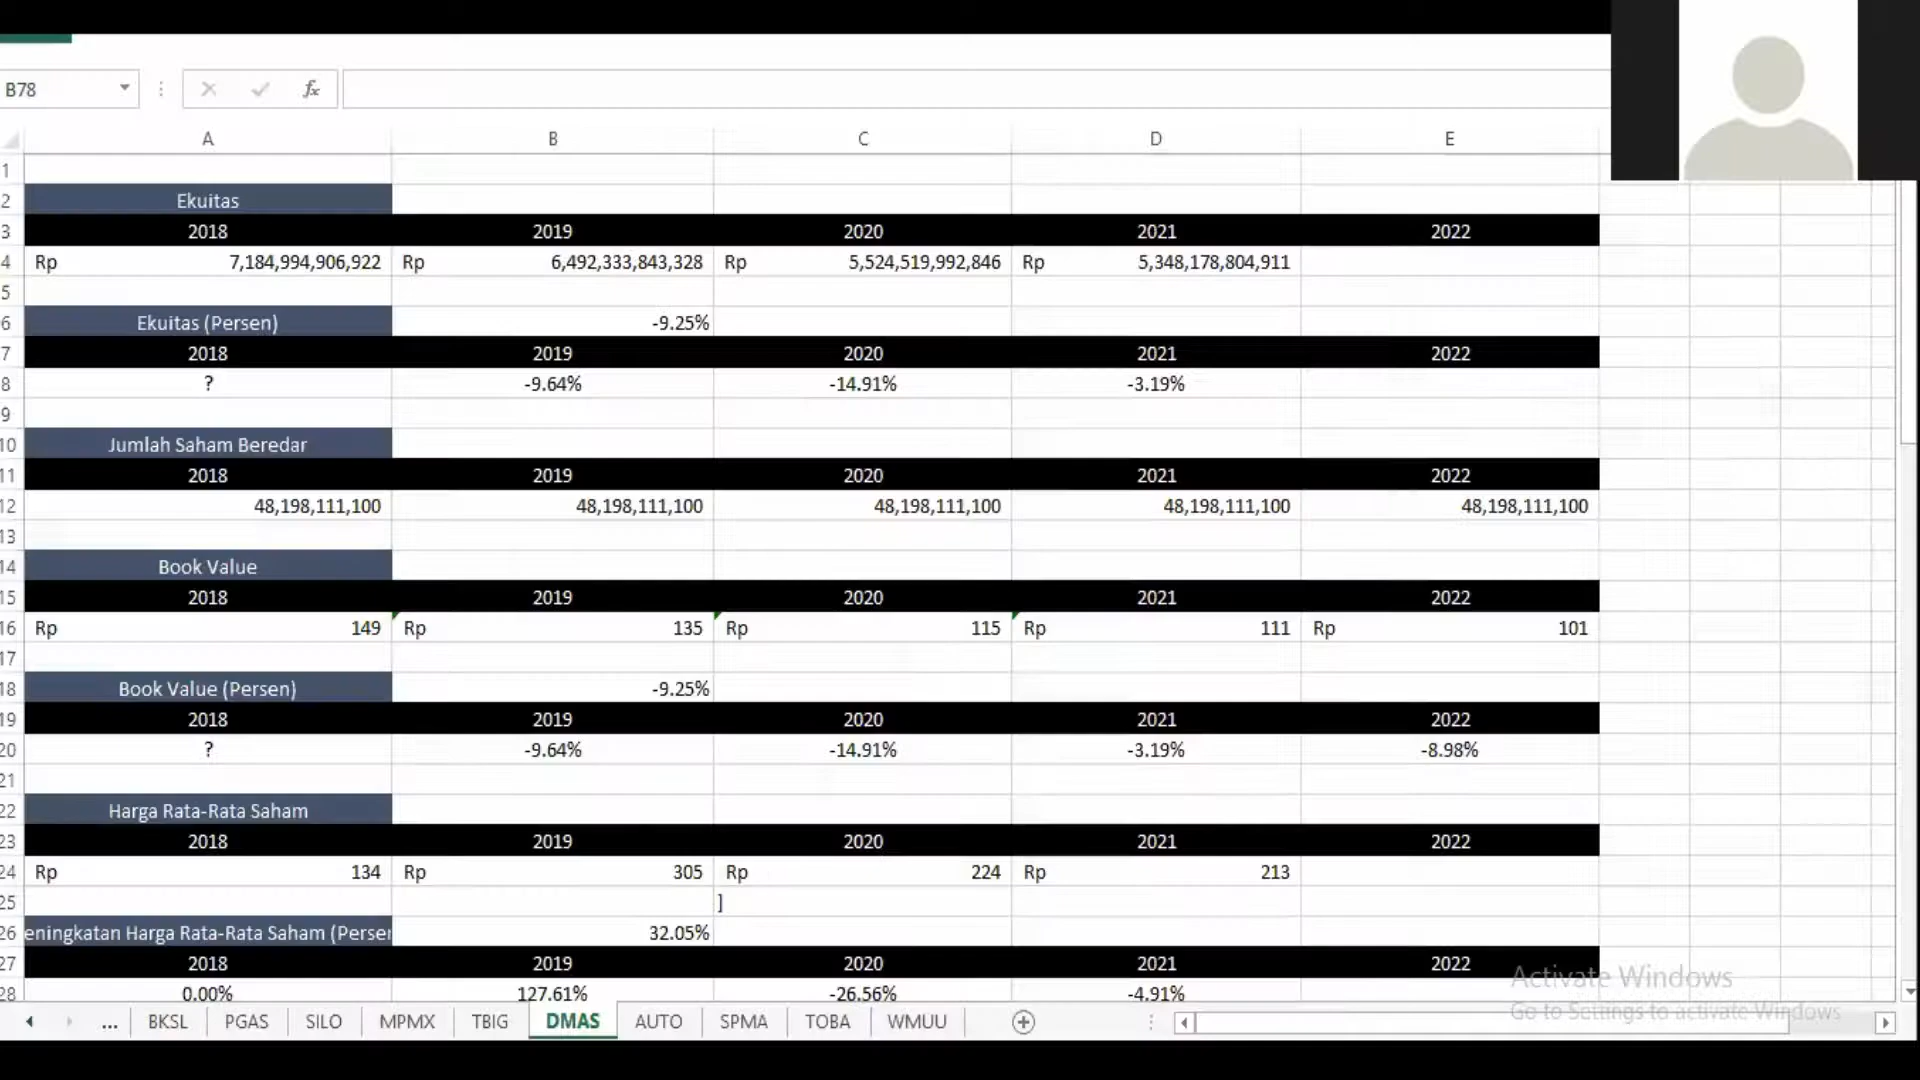 B78 fx
A B C D E
1
2 Ekuitas
3 2018 2019 2020 2021 2022
4 Rp 7,184,994,906,922 Rp 6,492,333,843,328 Rp 5,524,519,992,846 Rp 5,348,178,804,911
5
6 Ekuitas (Persen) -9.25%
7 2018 2019 2020 2021 2022
8 ? -9.64% -14.91% -3.19%
9
10 Jumlah Saham Beredar
11 2018 2019 2020 2021 2022
12 48,198,111,100 48,198,111,100 48,198,111,100 48,198,111,100 48,198,111,100
13
14 Book Value
15 2018 2019 2020 2021 2022
16 Rp 149 Rp 135 Rp 115 Rp 111 Rp 101
17
18 Book Value (Persen) -9.25%
19 2018 2019 2020 2021 2022
20 ? -9.64% -14.91% -3.19% -8.98%
21
22 Harga Rata-Rata Saham
23 2018 2019 2020 2021 2022
24 Rp 134 Rp 305 Rp 224 Rp 213
25 ]
26 eningkatan Harga Rata-Rata Saham (Perser 32.05%
27 2018 2019 2020 2021 2022
28 0.00% 127.61% -26.56% -4.91%
Activate Windows
Go to Settings to activate Windows
... BKSL PGAS SILO MPMX TBIG DMAS AUTO SPMA TOBA WMUU